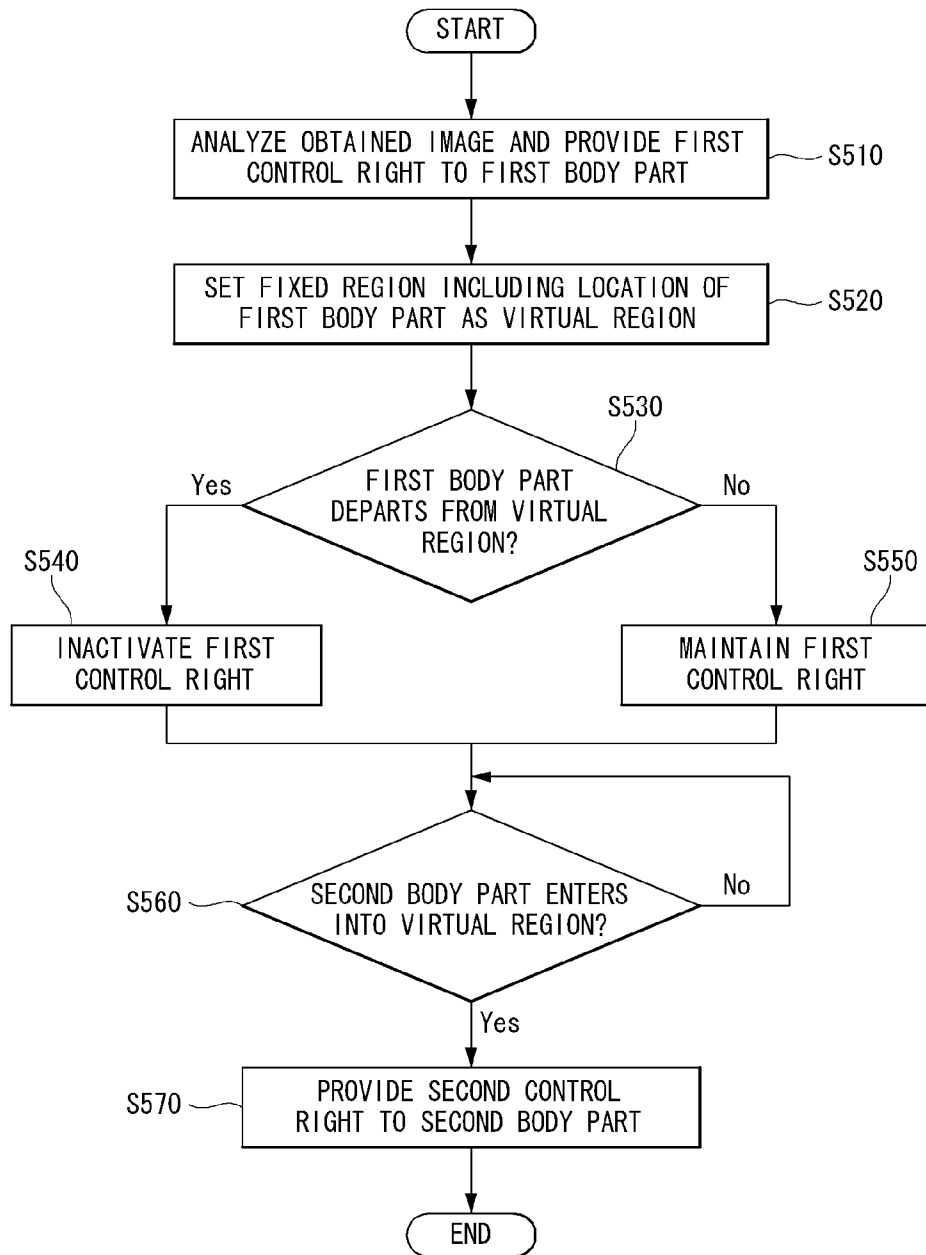 START
ANALYZE OBTAINED IMAGE AND PROVIDE FIRST
CONTROL RIGHT TO FIRST BODY PART
S510
SET FIXED REGION INCLUDING LOCATION OF
FIRST BODY PART AS VIRTUAL REGION
S520
S530
FIRST BODY PART
DEPARTS FROM VIRTUAL
REGION?
Yes
No
S540
INACTIVATE FIRST
CONTROL RIGHT
S550
MAINTAIN FIRST
CONTROL RIGHT
S560
SECOND BODY PART ENTERS
INTO VIRTUAL REGION?
No
Yes
S570
PROVIDE SECOND CONTROL
RIGHT TO SECOND BODY PART
END